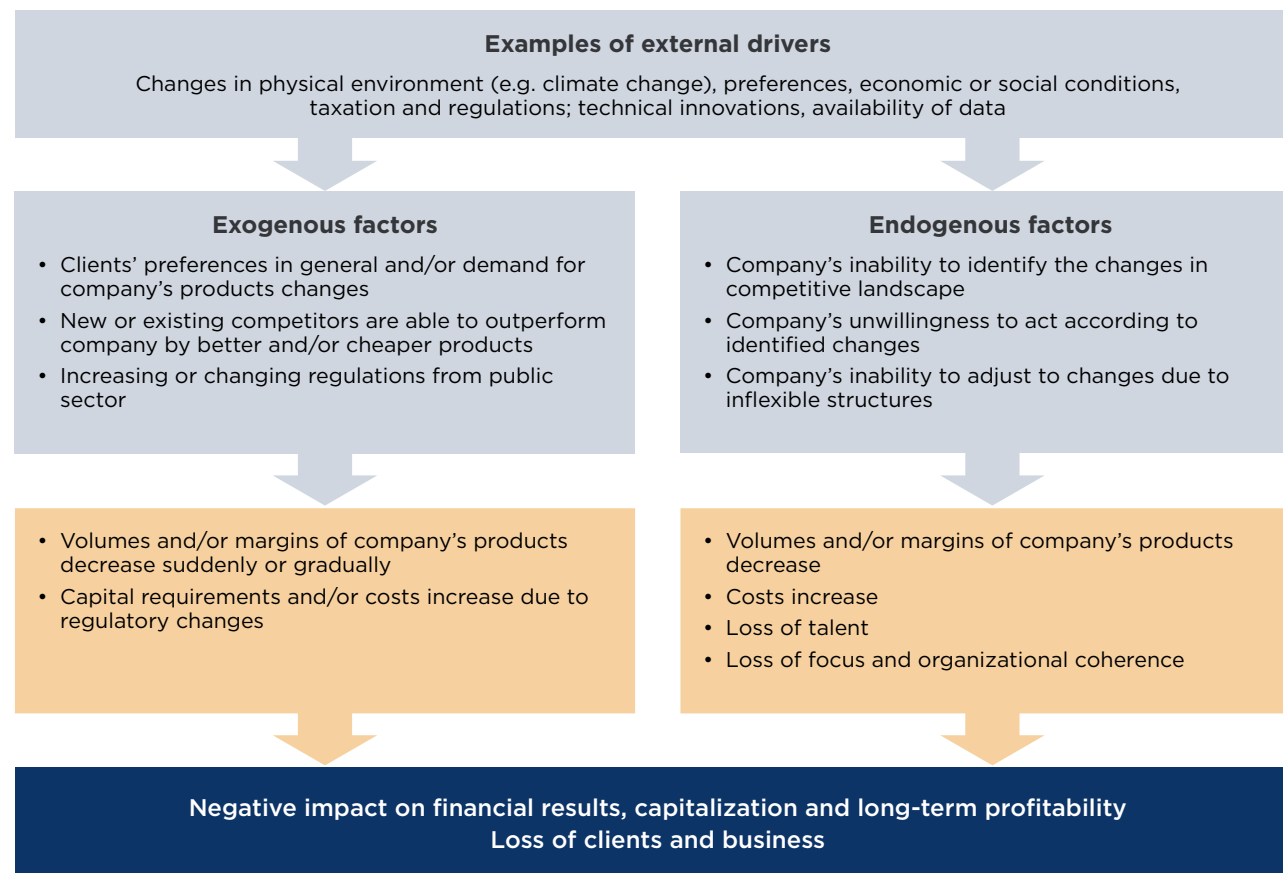 Examples of external drivers
Changes in physical environment (e.g. climate change), preferences, economic or social conditions,
taxation and regulations; technical innovations, availability of data
Exogenous factors
• Clients' preferences in general and/or demand for
company's products changes
• New or existing competitors are able to outperform
company by better and/or cheaper products
• Increasing or changing regulations from public
sector
Endogenous factors
• Company's inability to identify the changes in
competitive landscape
• Company's unwillingness to act according to
identified changes
• Company's inability to adjust to changes due to
inflexible structures
• Volumes and/or margins of company's products
decrease suddenly or gradually
• Capital requirements and/or costs increase due to
regulatory changes
• Volumes and/or margins of company's products
decrease
• Costs increase
• Loss of talent
• Loss of focus and organizational coherence
Negative impact on financial results, capitalization and long-term profitability
Loss of clients and business